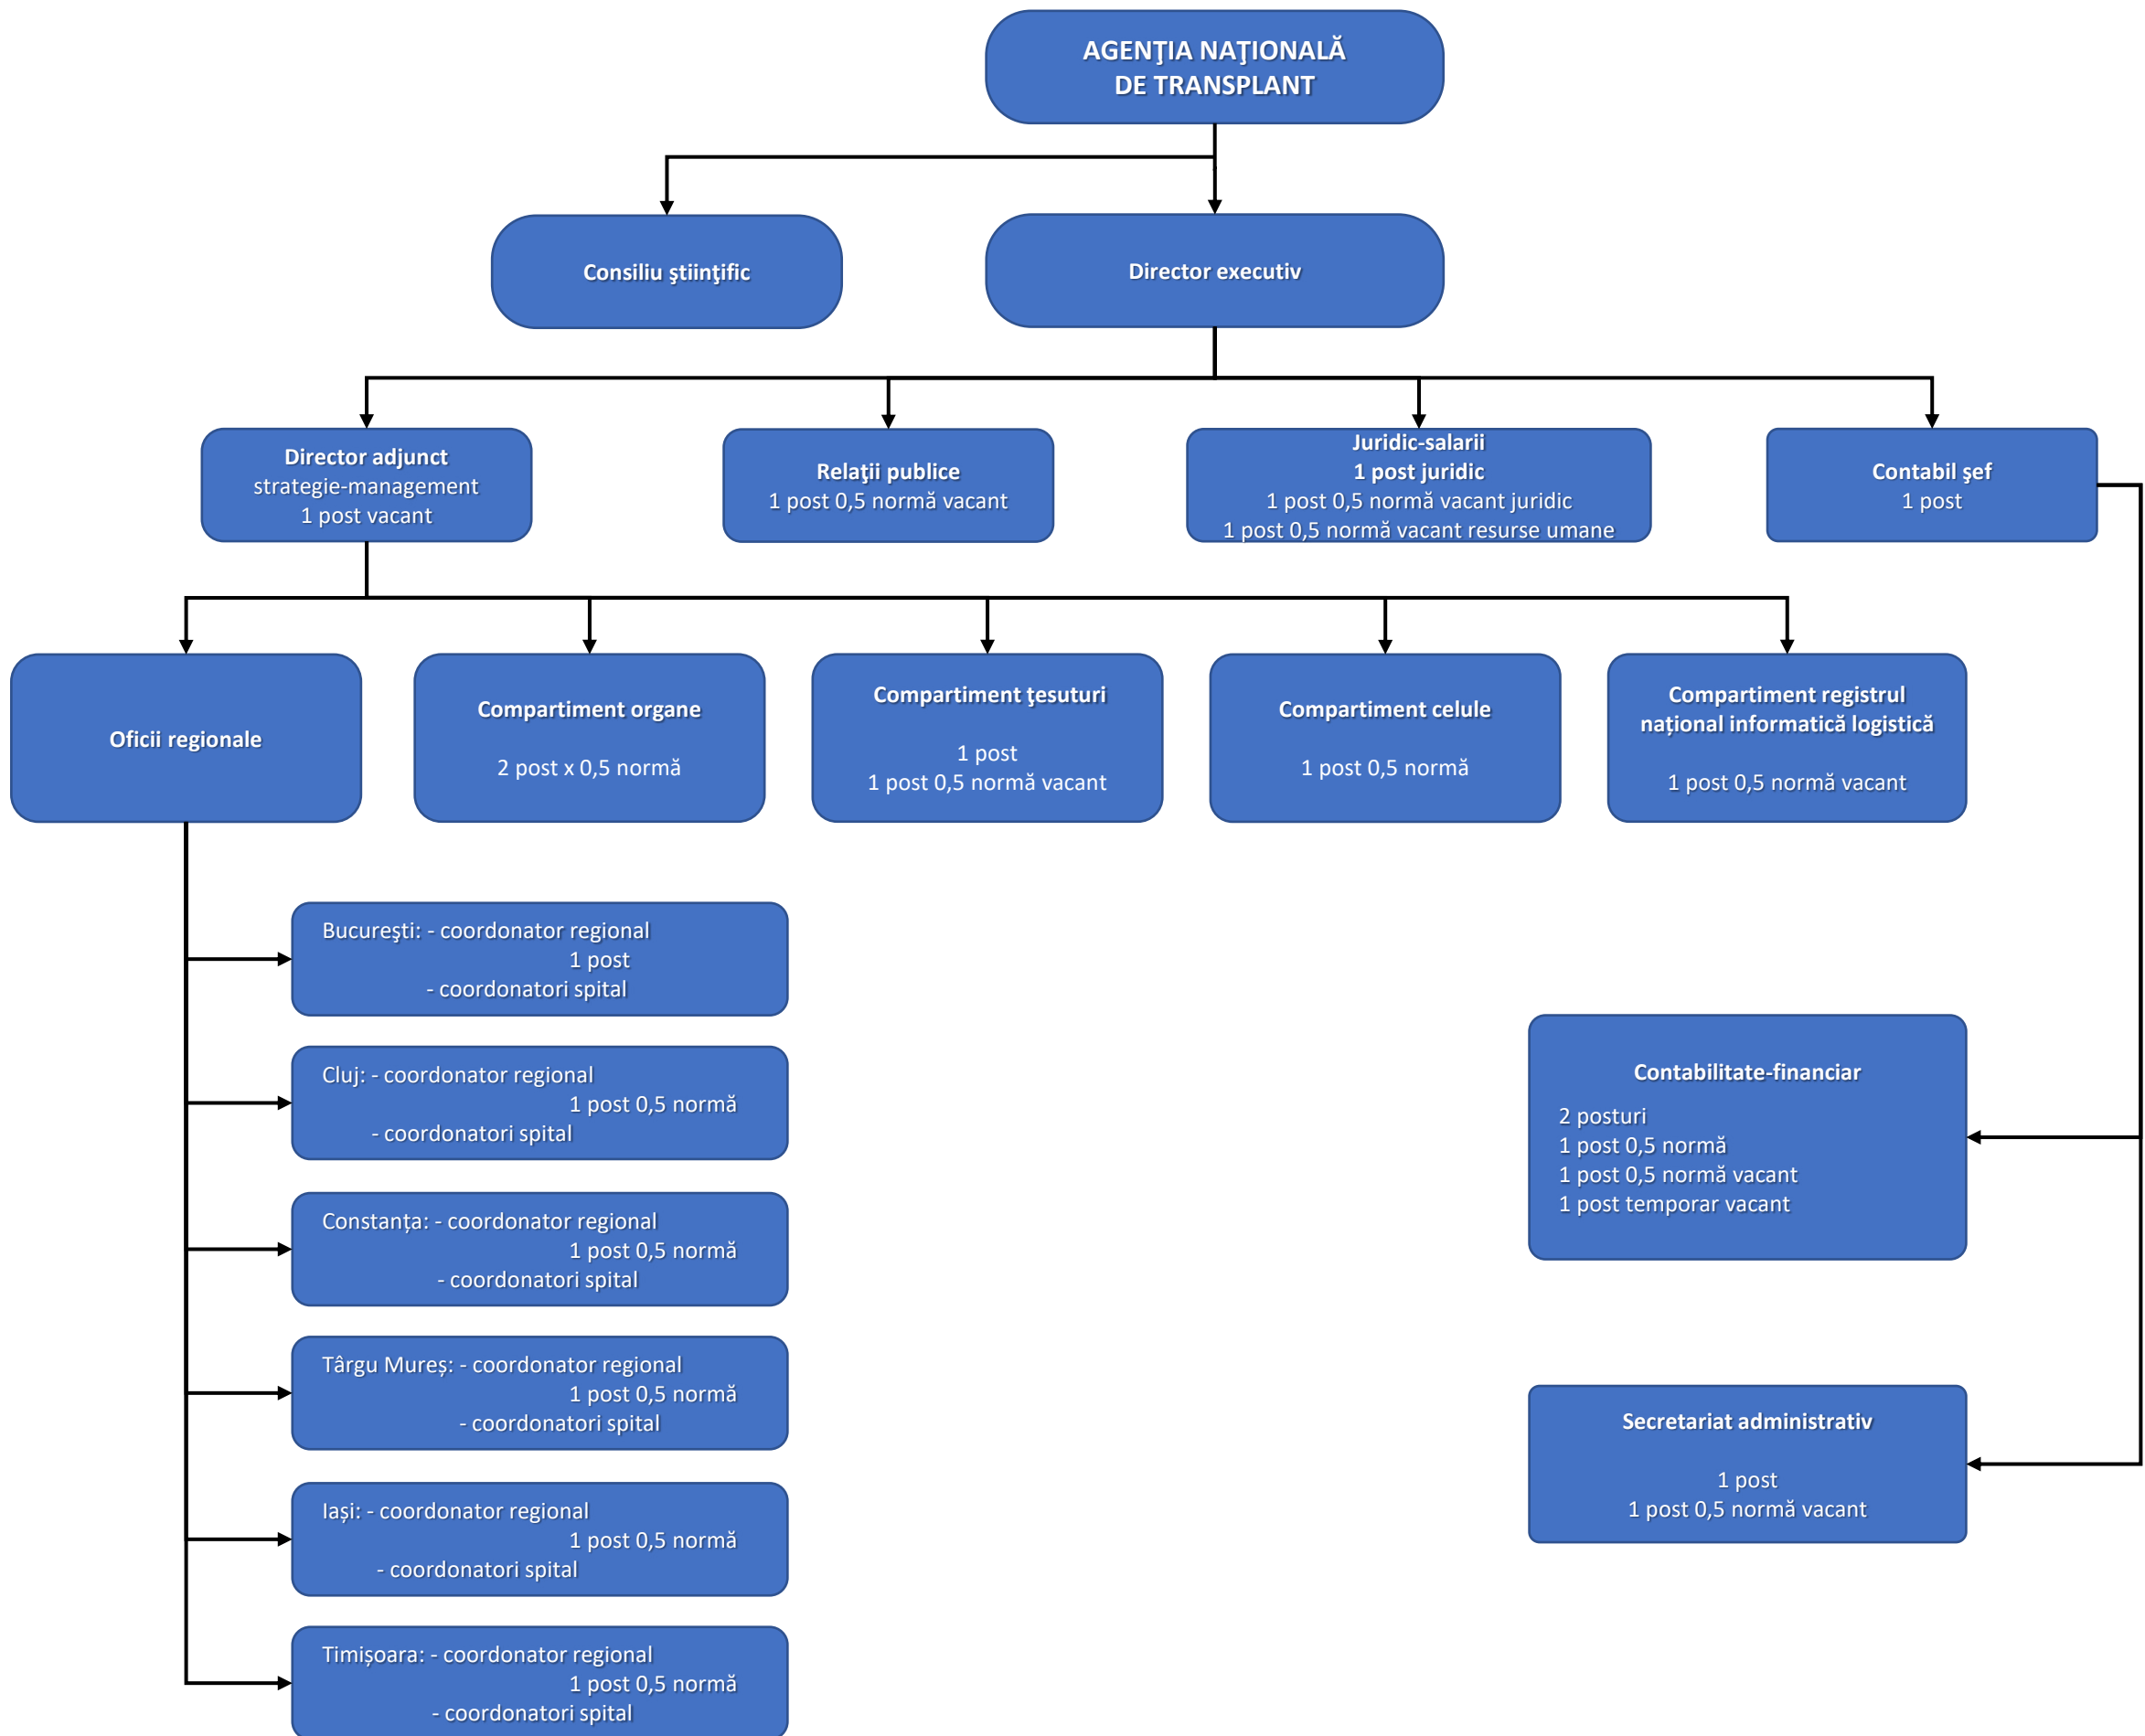 AGENŢIA NAŢIONALĂ
DE TRANSPLANT
Consiliu ştiinţific
Director executiv
Director adjunct
strategie-management
1 post vacant
Relaţii publice
1 post 0,5 normă vacant
Juridic-salarii
1 post juridic
1 post 0,5 normă vacant juridic
1 post 0,5 normă vacant resurse umane
Contabil şef
1 post
Oficii regionale
Compartiment organe
2 post x 0,5 normă
Compartiment ţesuturi
1 post
1 post 0,5 normă vacant
Compartiment celule
1 post 0,5 normă
Compartiment registrul
național informatică logistică
1 post 0,5 normă vacant
Bucureşti: - coordonator regional
1 post
- coordonatori spital
Cluj: - coordonator regional
1 post 0,5 normă
- coordonatori spital
Constanța: - coordonator regional
1 post 0,5 normă
- coordonatori spital
Târgu Mureș: - coordonator regional
1 post 0,5 normă
- coordonatori spital
Iași: - coordonator regional
1 post 0,5 normă
- coordonatori spital
Timișoara: - coordonator regional
1 post 0,5 normă
- coordonatori spital
Contabilitate-financiar
2 posturi
1 post 0,5 normă
1 post 0,5 normă vacant
1 post temporar vacant
Secretariat administrativ
1 post
1 post 0,5 normă vacant